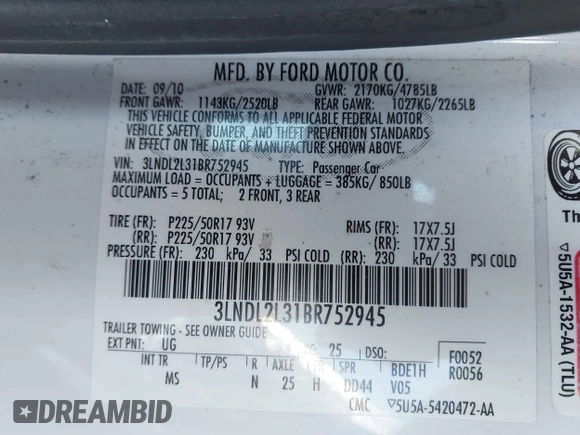 MFD. BY FORD MOTOR CO.
DATE: 09/10 GVWR: 2170KG/4785LB
FRONT GAWR: 1143KG/2520LB REAR GAWR: 1027KG/2265LB
THIS VEHICLE CONFORMS TO ALL APPLICABLE FEDERAL MOTOR
VEHICLE SAFETY, BUMPER, AND THEFT PREVENTION STANDARDS
IN EFFECT ON THE DATE OF MANUFACTURE SHOWN ABOVE.
VIN: 3LNDL2L31BR752945 TYPE: Passenger Car
MAXIMUM LOAD = OCCUPANTS + LUGGAGE = 385KG/850LB
OCCUPANTS = 5 TOTAL: 2 FRONT, 3 REAR
TIRE (FR): P225/50R17 93V RIMS (FR): 17X7.5J
(RR): P225/50R17 93V (RR): 17X7.5J
PRESSURE (FR): 230 kPa/ 33 PSI COLD (RR): 230 kPa/ 33 PSI COLD
3LNDL2L31BR752945
TRAILER TOWING - SEE OWNER GUIDE
EXT PNT: UG 25 DSO: F0052
INT TR TP/PS R AXLE TR SPR BDE1H R0056
MS N 25 H DD44 V05
CMC ▽5U5A-5420472-AA
Th
▽5U5A-1532-AA (TLU)
DREAMBID
dreambid.com